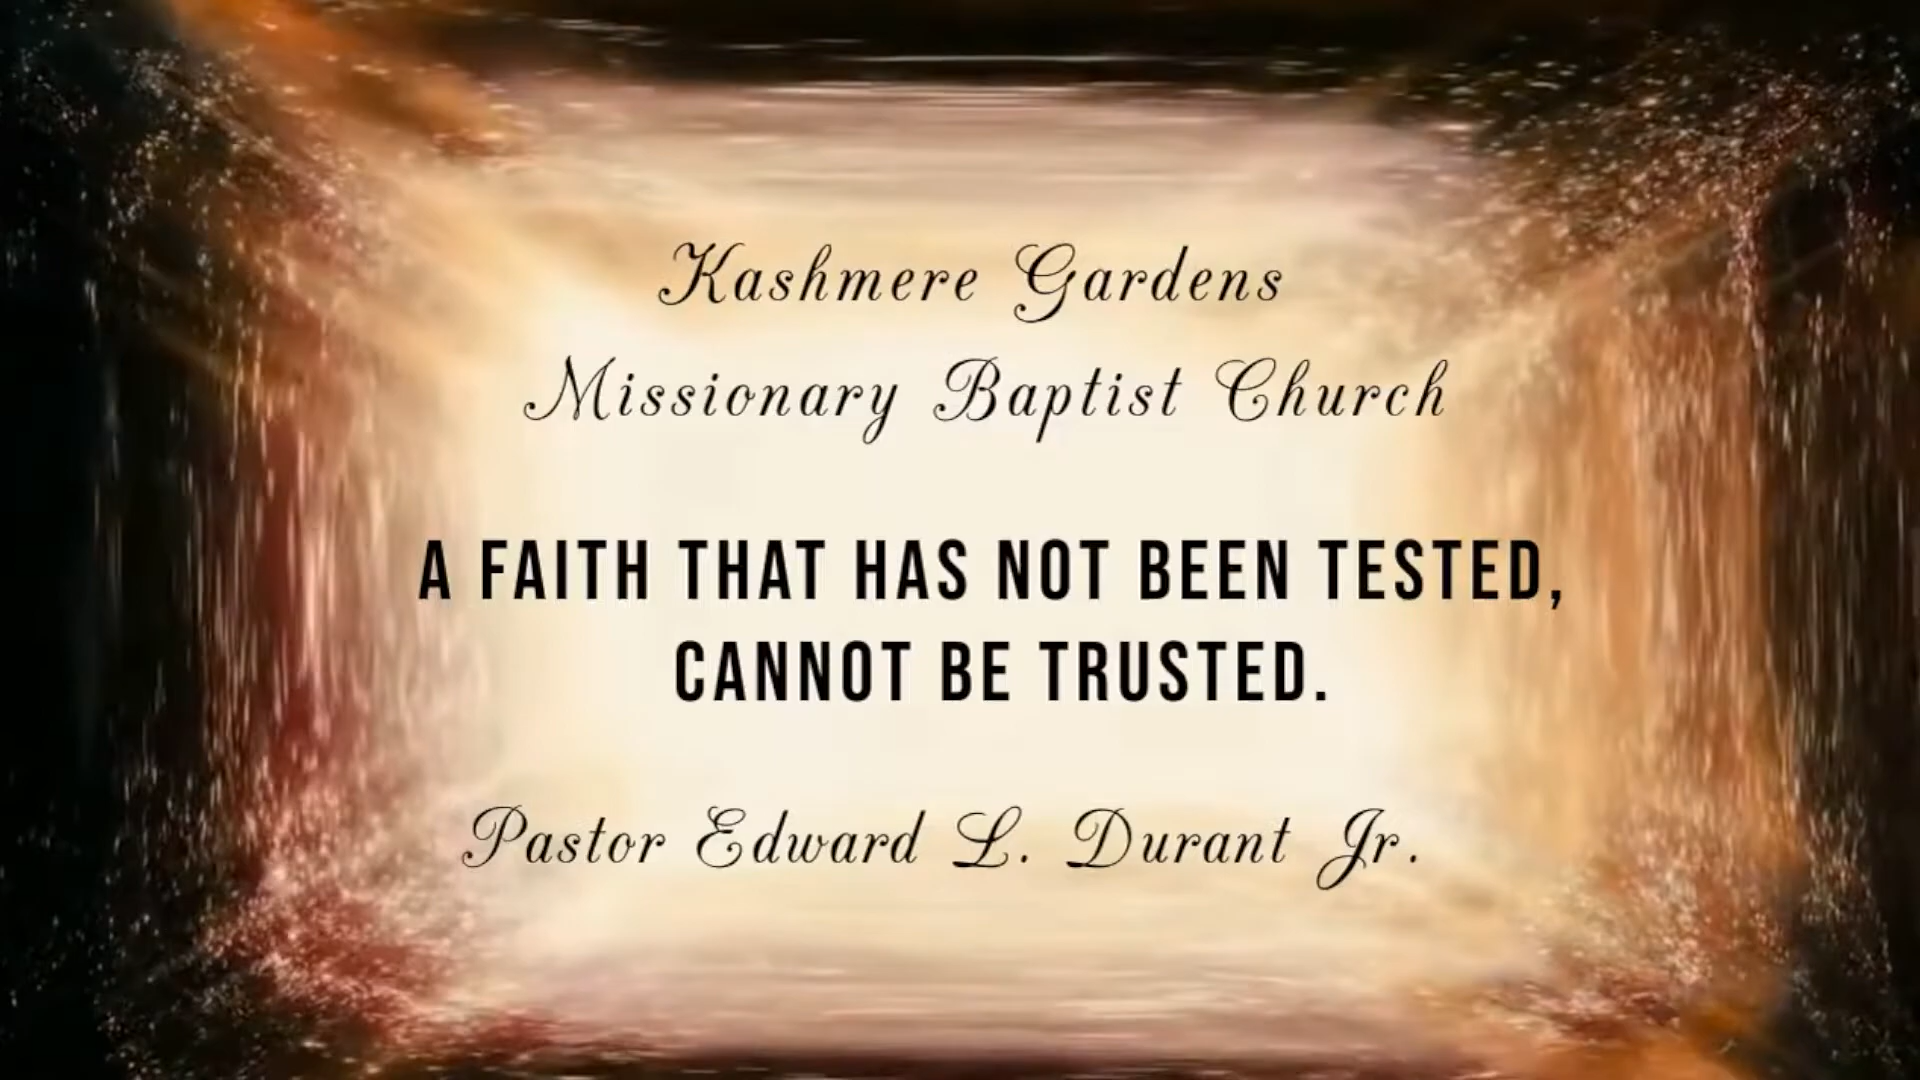 Kashmere Gardens
Missionary Baptist Church
A FAITH THAT HAS NOT BEEN TESTED,
CANNOT BE TRUSTED.
Pastor Edward L. Durant Jr.